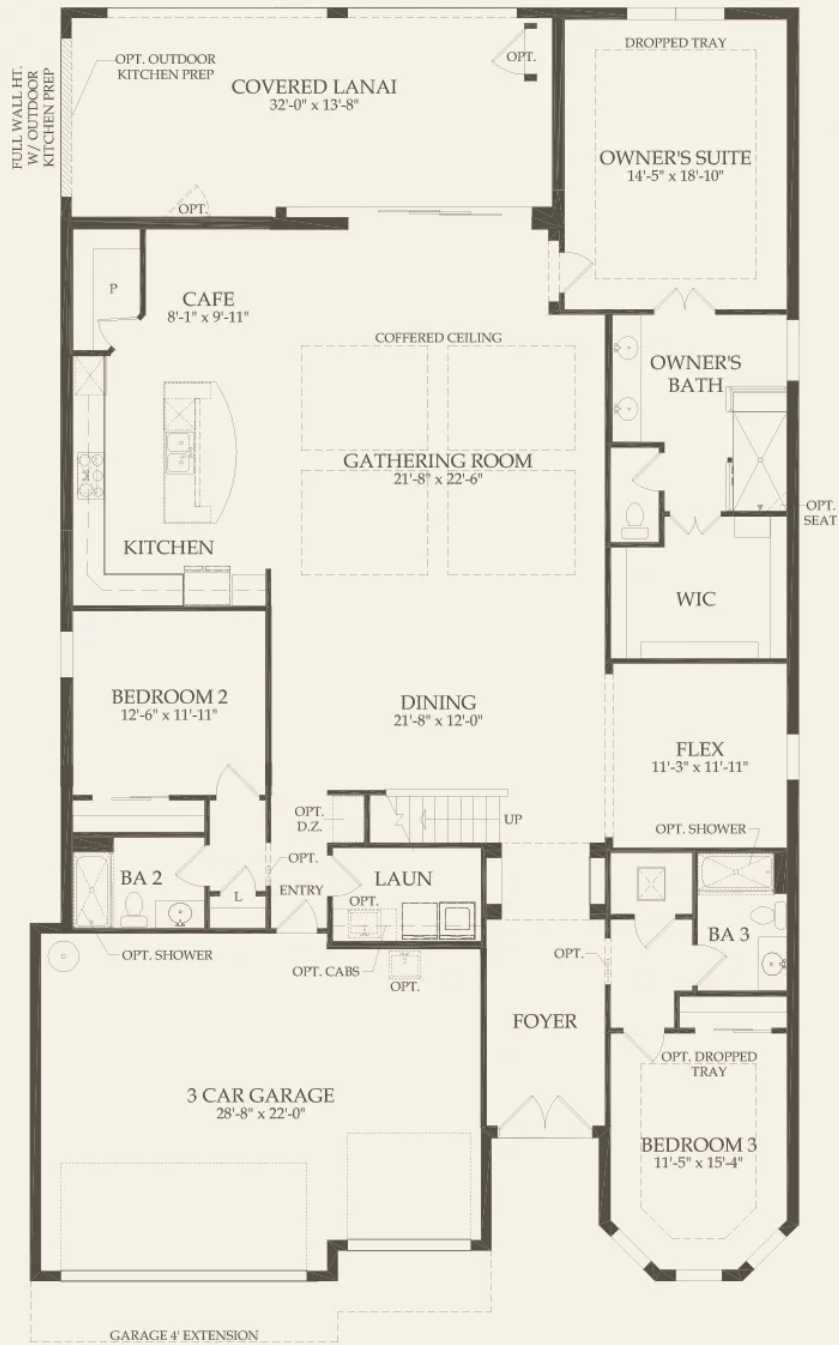 FULL WALL HT.
W/ OUTDOOR
KITCHEN PREP
OPT. OUTDOOR
KITCHEN PREP
COVERED LANAI
32'-0" x 13'-8"
OPT.
OPT.
DROPPED TRAY
OWNER'S SUITE
14'-5" x 18'-10"
P
CAFE
8'-1" x 9'-11"
COFFERED CEILING
OWNER'S
BATH
GATHERING ROOM
21'-8" x 22'-6"
OPT.
SEAT
KITCHEN
WIC
BEDROOM 2
12'-6" x 11'-11"
DINING
21'-8" x 12'-0"
FLEX
11'-3" x 11'-11"
OPT.
D.Z.
UP
OPT. SHOWER
OPT.
BA 2
L
ENTRY
LAUN
OPT.
BA 3
OPT. SHOWER
OPT. CABS
OPT.
OPT.
FOYER
OPT. DROPPED
TRAY
3 CAR GARAGE
28'-8" x 22'-0"
BEDROOM 3
11'-5" x 15'-4"
GARAGE 4' EXTENSION